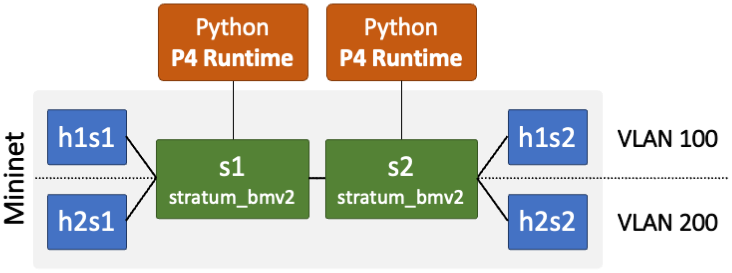 Python
P4 Runtime
Python
P4 Runtime
Mininet
h1s1
h2s1
s1
stratum_bmv2
s2
stratum_bmv2
h1s2
h2s2
VLAN 100
VLAN 200